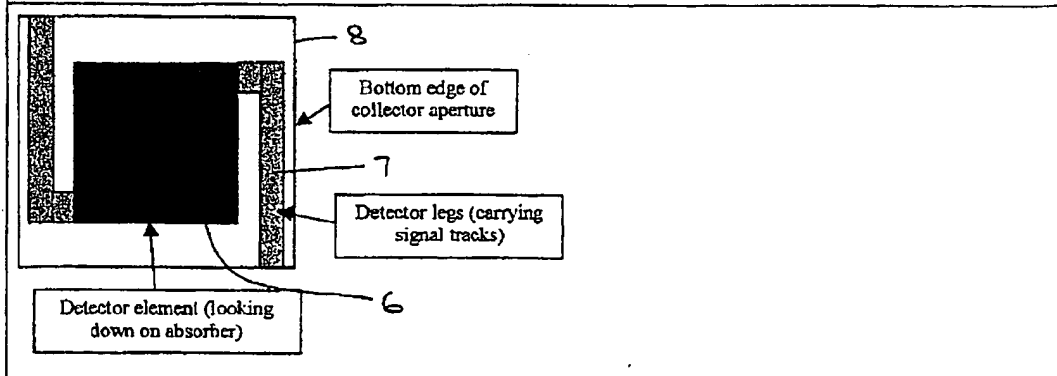 8
Bottom edge of
collector aperture
7
Detector legs (carrying
signal tracks)
6
Detector element (looking
down on absorber)